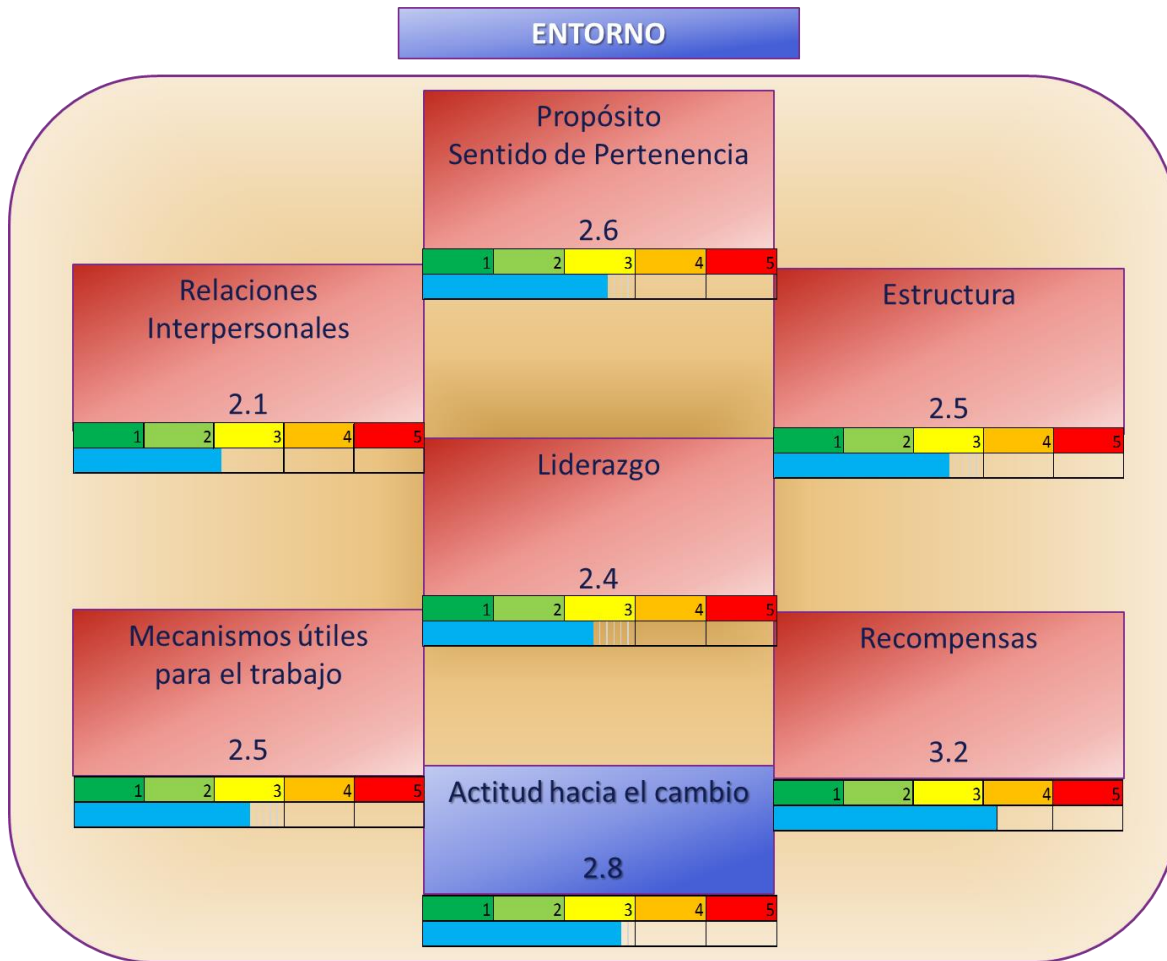 ENTORNO
Propósito
Sentido de Pertenencia
2.6
1 2 3 4 5
Relaciones
Interpersonales
2.1
1 2 3 4 5
Estructura
2.5
1 2 3 4 5
Liderazgo
2.4
1 2 3 4 5
Mecanismos útiles
para el trabajo
2.5
1 2 3 4 5
Recompensas
3.2
1 2 3 4 5
Actitud hacia el cambio
2.8
1 2 3 4 5